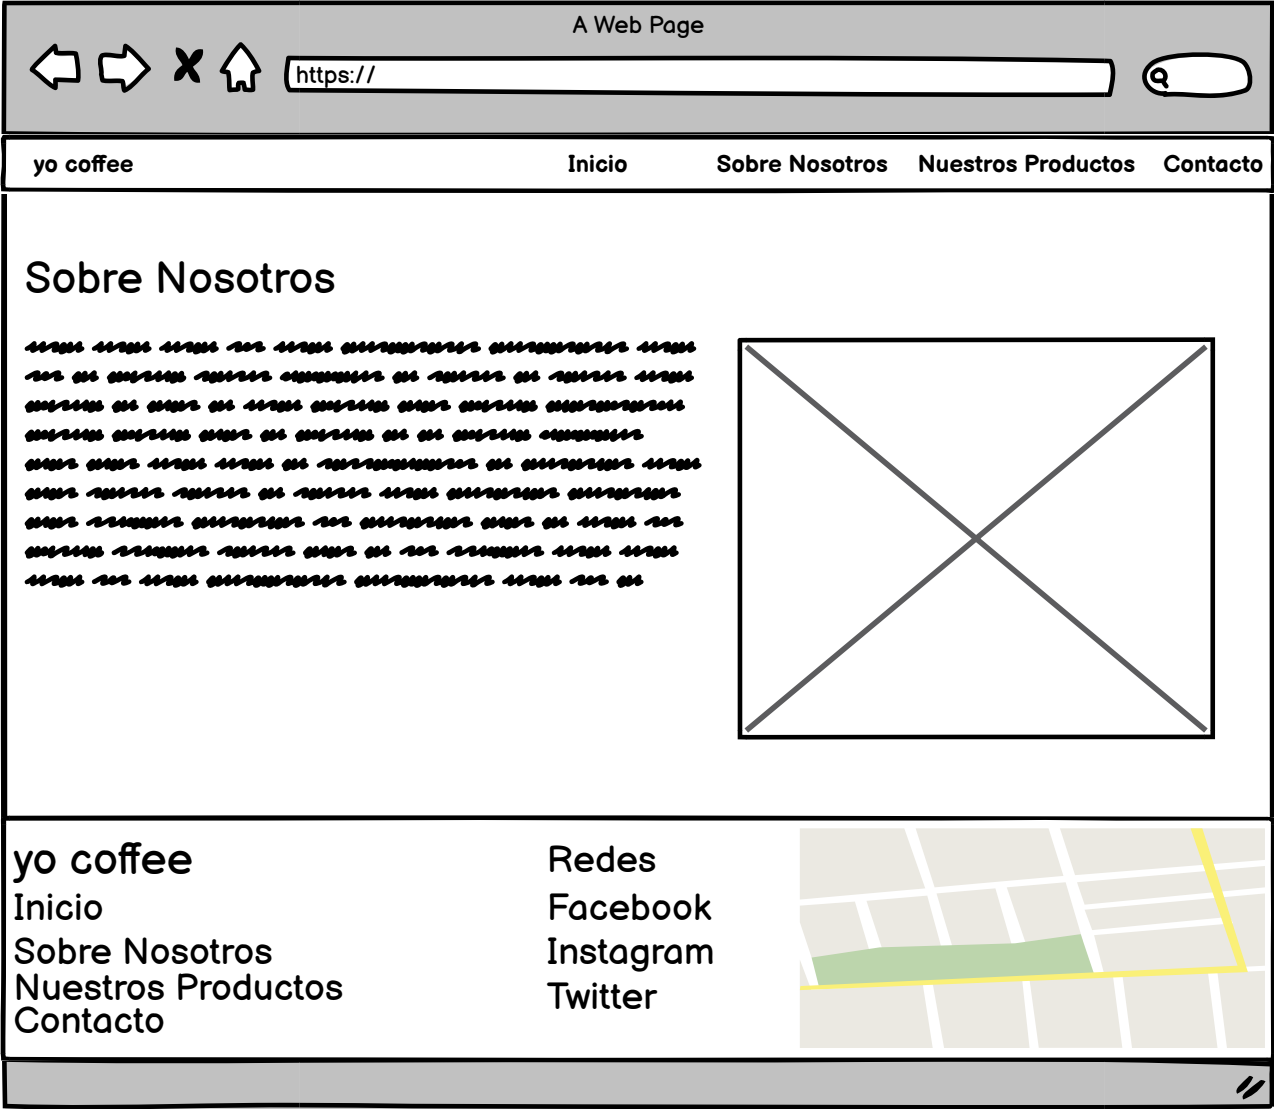 A Web Page
https://
yo coffee Inicio Sobre Nosotros Nuestros Productos Contacto
Sobre Nosotros
yo coffee
Inicio
Sobre Nosotros
Nuestros Productos
Contacto
Redes
Facebook
Instagram
Twitter